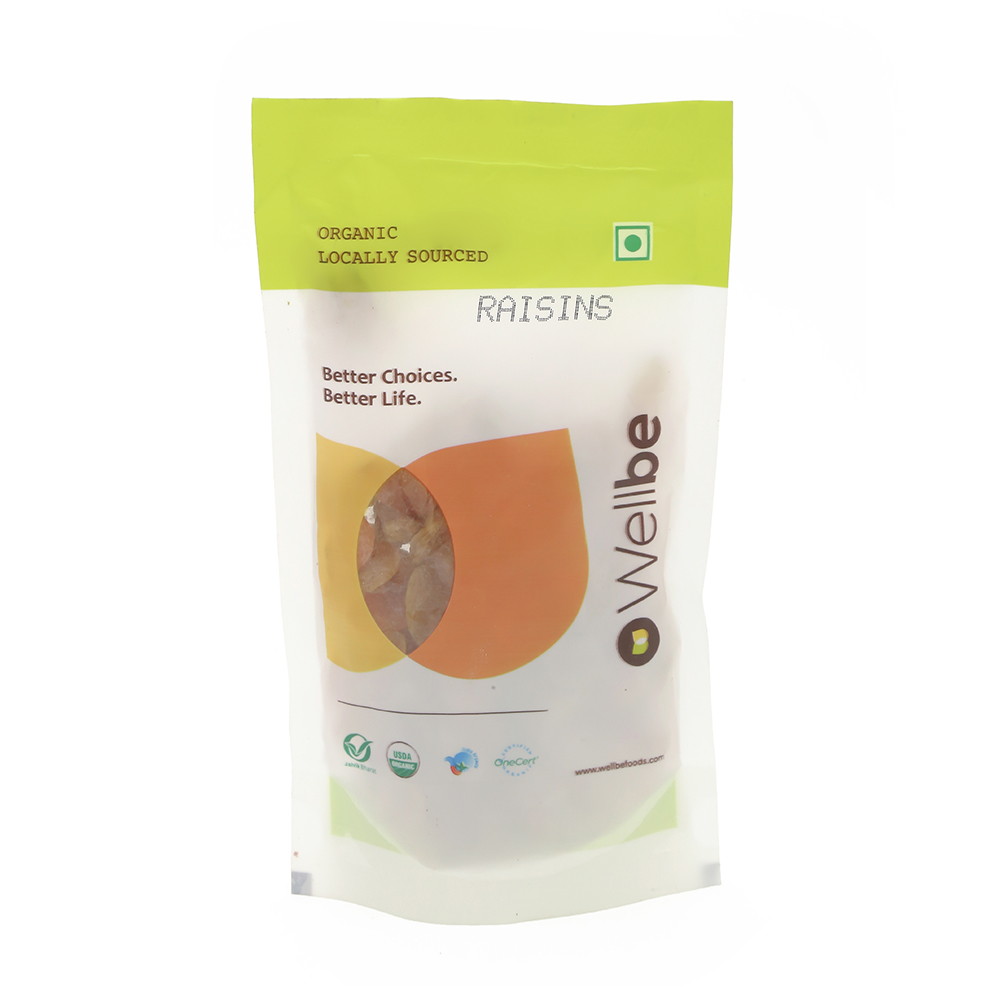 ORGANIC
LOCALLY SOURCED
RAISINS
Better Choices.
Better Life.
Wellbe
USDA
ORGANIC
OneCert
www.wellbefoods.com